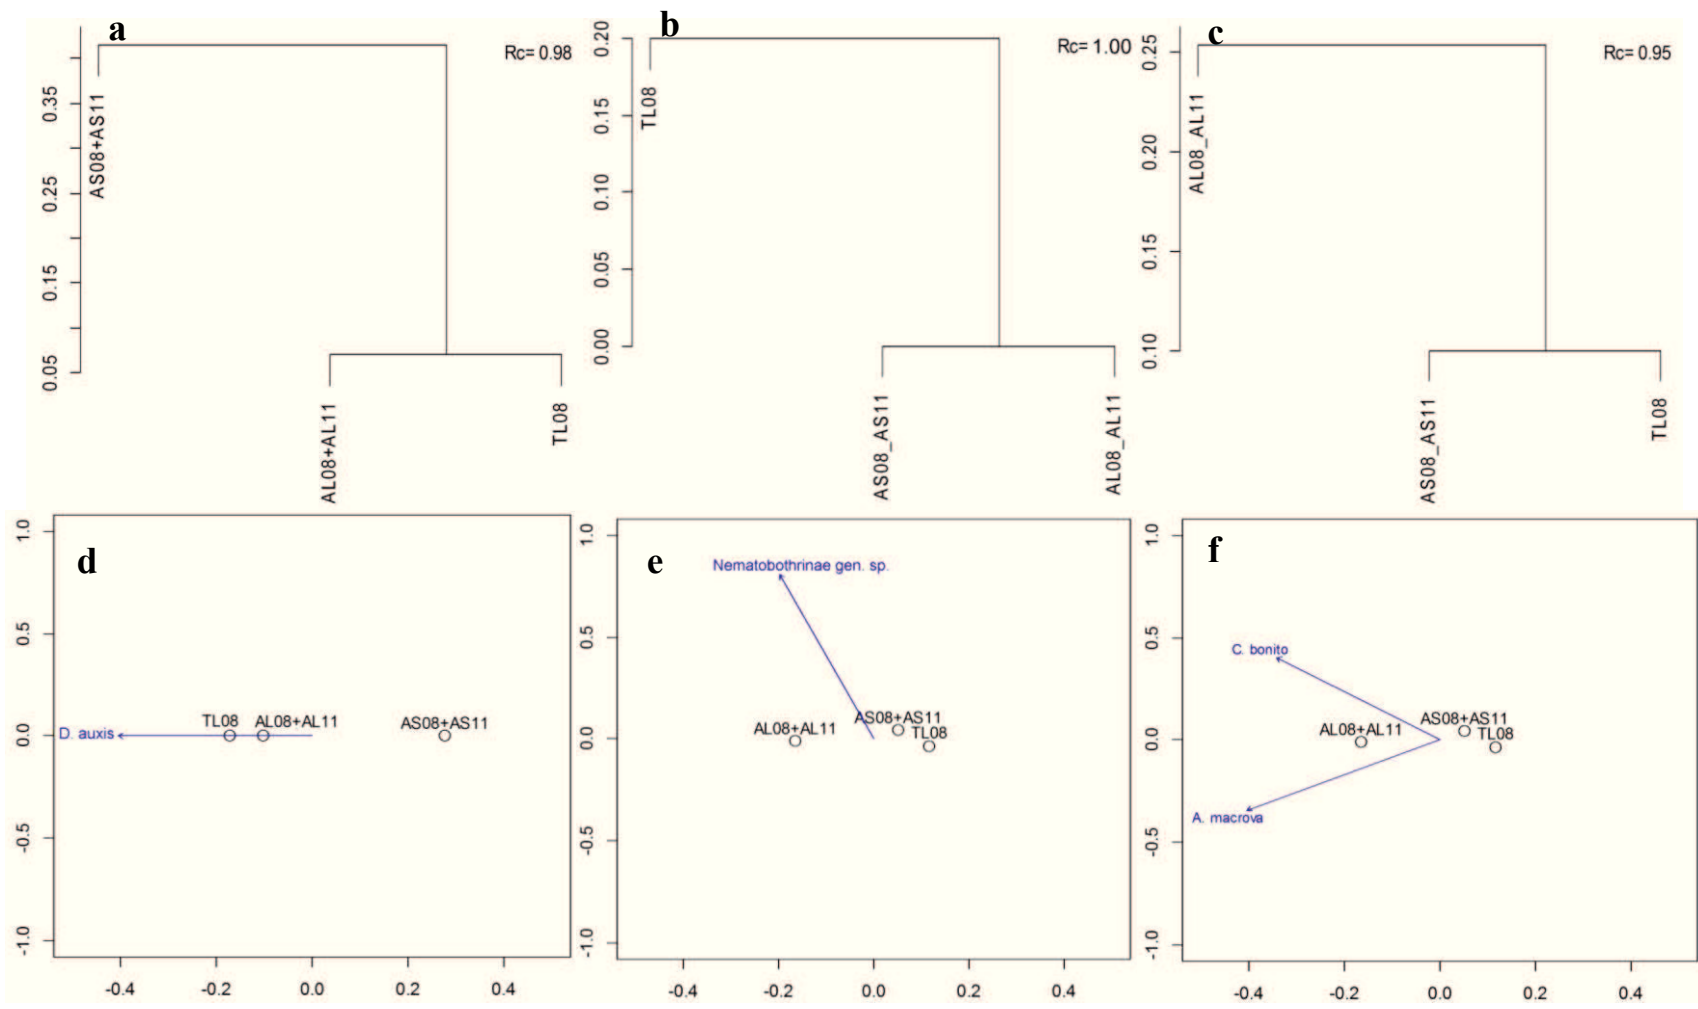 a
Rc= 0.98
0.35
0.25
0.15
0.05
AS08+AS11
AL08+AL11
TL08
b
Rc= 1.00
0.20
0.15
0.10
0.05
0.00
TL08
AS08_AS11
AL08_AL11
c
Rc= 0.95
0.25
0.20
0.15
0.10
AL08_AL11
AS08_AS11
TL08
d
1.0
0.5
0.0
-0.5
-1.0
D. auxis
TL08
AL08+AL11
AS08+AS11
-0.4 -0.2 0.0 0.2 0.4
e
1.0
0.5
0.0
-0.5
-1.0
Nematobothrinae gen. sp.
AL08+AL11
AS08+AS11
TL08
-0.4 -0.2 0.0 0.2 0.4
f
1.0
0.5
0.0
-0.5
-1.0
C. bonito
AL08+AL11
AS08+AS11
TL08
A. macrova
-0.4 -0.2 0.0 0.2 0.4